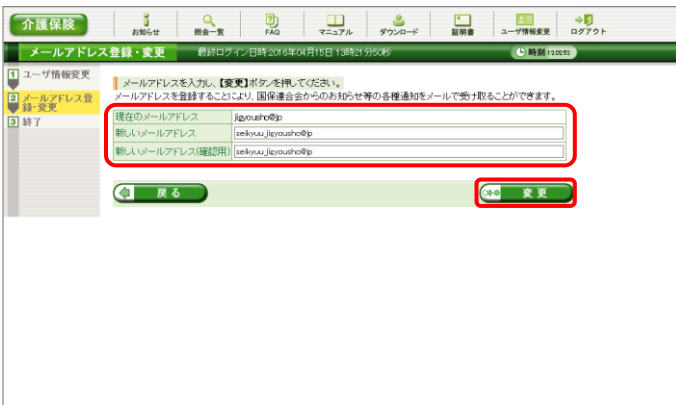 介護保険
お知らせ 照会一覧 FAQ マニュアル ダウンロード 証明書 ユーザ情報変更 ログアウト
メールアドレス登録・変更 最終ログイン日時:2016年04月15日 13時21分50秒 時刻 12:02:52
1 ユーザ情報変更
2 メールアドレス登録・変更
3 終了
メールアドレスを入力し、【変更】ボタンを押してください。
メールアドレスを登録することにより、国保連合会からのお知らせ等の各種通知をメールで受け取ることができます。
現在のメールアドレス jigyousho@jp
新しいメールアドレス seikyuu_jigyousho@jp
新しいメールアドレス(確認用) seikyuu_jigyousho@jp
戻る 変更